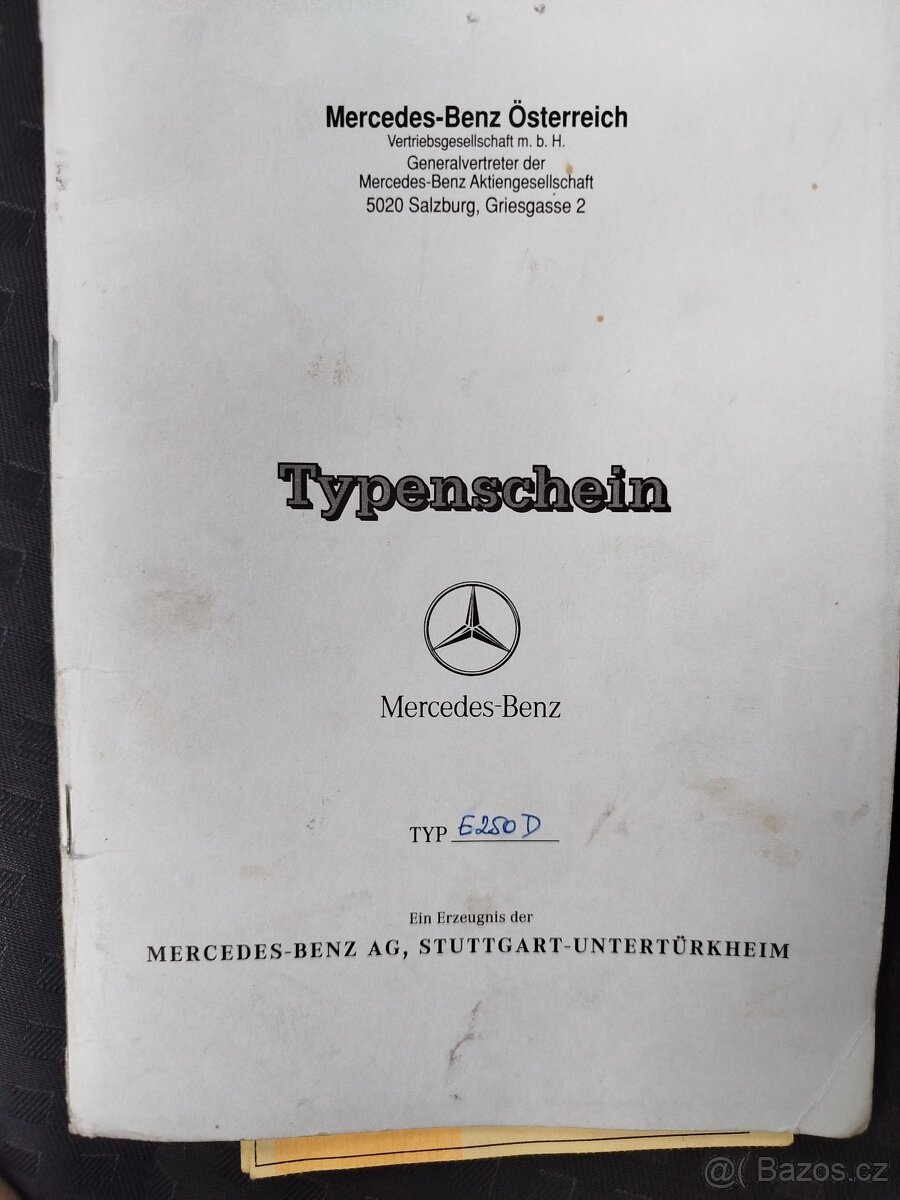 Mercedes-Benz Österreich
Vertriebsgesellschaft m. b. H.
Generalvertreter der
Mercedes-Benz Aktiengesellschaft
5020 Salzburg, Griesgasse 2
Typenschein
Mercedes-Benz
TYP E250D
Ein Erzeugnis der
MERCEDES-BENZ AG, STUTTGART-UNTERTÜRKHEIM
@( Bazos.cz